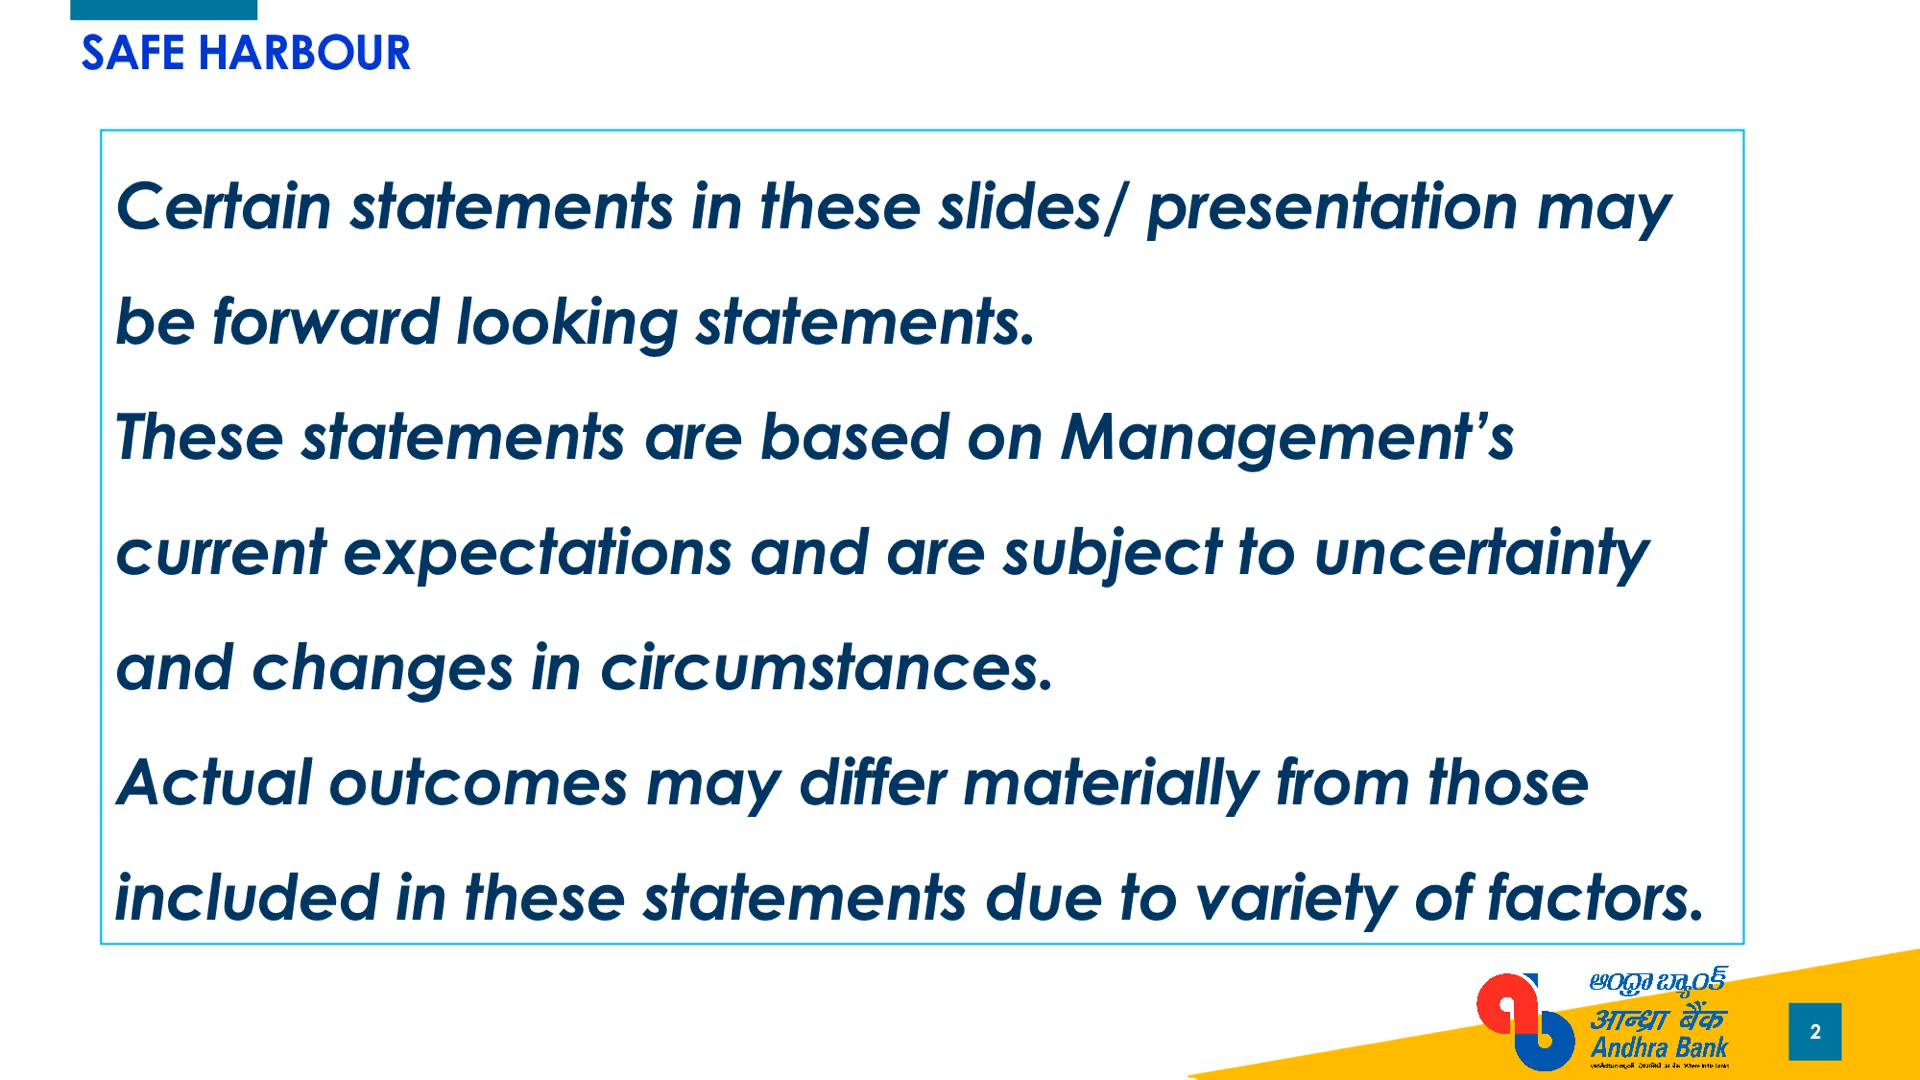 SAFE HARBOUR
Certain statements in these slides/ presentation may
be forward looking statements.
These statements are based on Management’s
current expectations and are subject to uncertainty
and changes in circumstances.
Actual outcomes may differ materially from those
included in these statements due to variety of factors.
ఆంధ్రా బ్యాంక్
आन्ध्रा बैंक
Andhra Bank
2